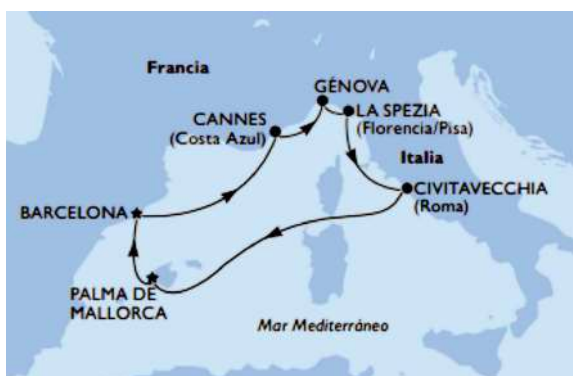 Francia
GÉNOVA
CANNES
(Costa Azul)
LA SPEZIA
(Florencia/Pisa)
Italia
CIVITAVECCHIA
(Roma)
BARCELONA
PALMA DE
MALLORCA
Mar Mediterráneo